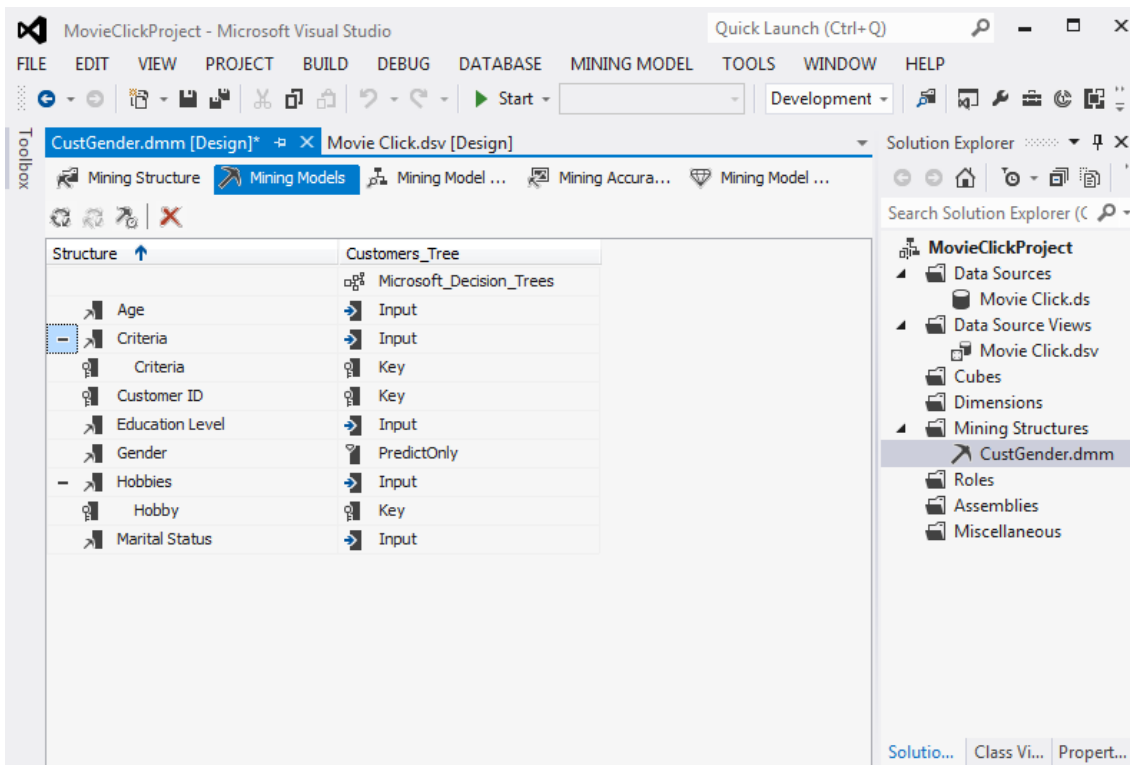 MovieClickProject - Microsoft Visual Studio
Quick Launch (Ctrl+Q)
FILE EDIT VIEW PROJECT BUILD DEBUG DATABASE MINING MODEL TOOLS WINDOW HELP
Start
Development
Toolbox
CustGender.dmm [Design]*
Movie Click.dsv [Design]
Mining Structure
Mining Models
Mining Model ...
Mining Accura...
Mining Model ...
Structure Customers_Tree
Microsoft_Decision_Trees
Age Input
Criteria Input
Criteria Key
Customer ID Key
Education Level Input
Gender PredictOnly
Hobbies Input
Hobby Key
Marital Status Input
Solution Explorer
Search Solution Explorer (C
MovieClickProject
Data Sources
Movie Click.ds
Data Source Views
Movie Click.dsv
Cubes
Dimensions
Mining Structures
CustGender.dmm
Roles
Assemblies
Miscellaneous
Solutio... Class Vi... Propert...